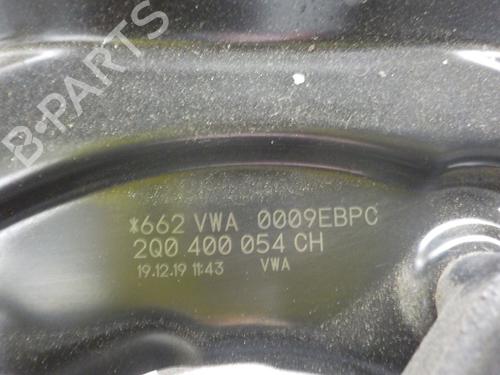 B-PARTS
*662 VWA 0009EBPC
2Q0 400 054 CH
19.12.19 11:43 VWA